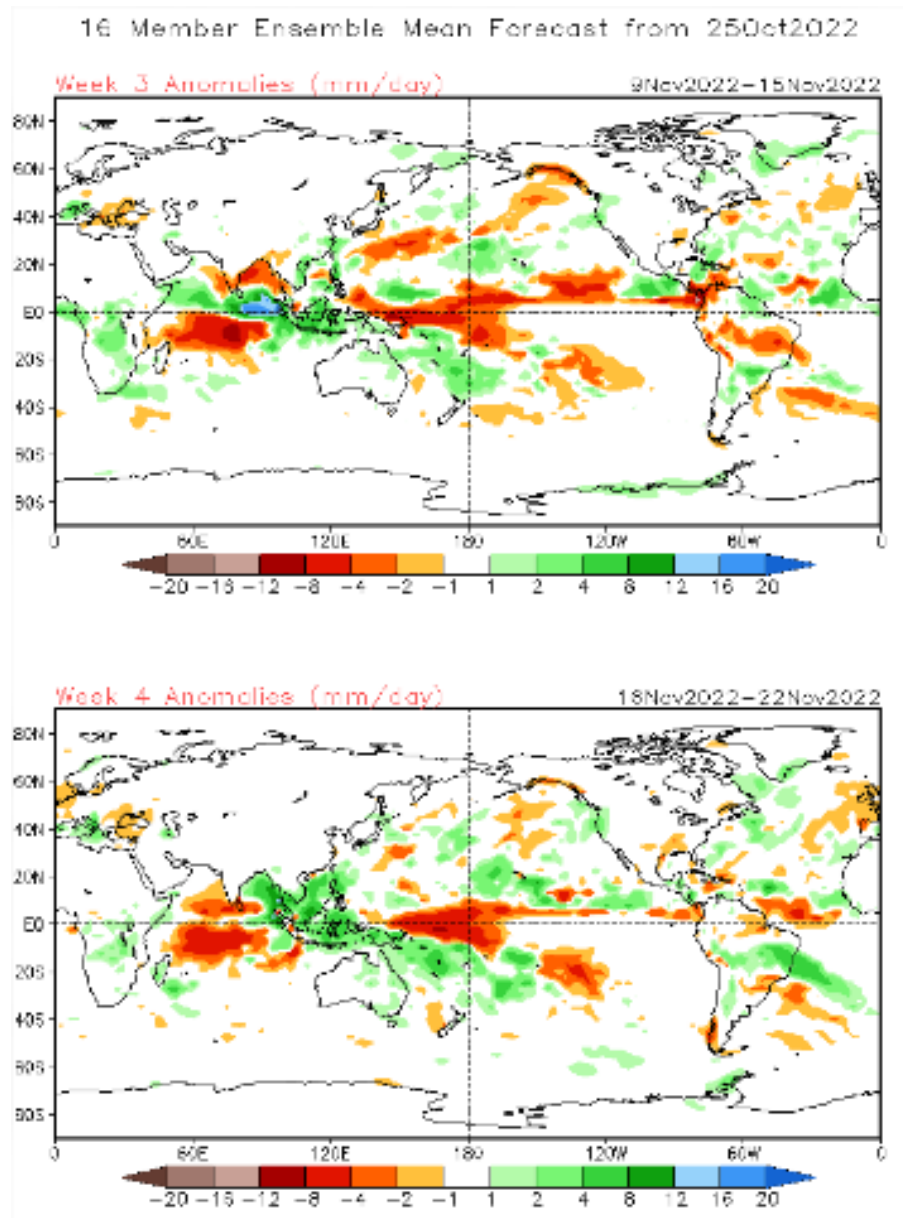 16 Member Ensemble Mean Forecast from 25Oct2022
Week 3 Anomalies (mm/day) 9Nov2022−15Nov2022
80N
60N
40N
20N
EQ
20S
40S
60S
80S
0 60E 120E 180 120W 60W 0
−20 −16 −12 −8 −4 −2 −1 1 2 4 8 12 16 20
Week 4 Anomalies (mm/day) 16Nov2022−22Nov2022
80N
60N
40N
20N
EQ
20S
40S
60S
80S
0 60E 120E 180 120W 60W 0
−20 −16 −12 −8 −4 −2 −1 1 2 4 8 12 16 20